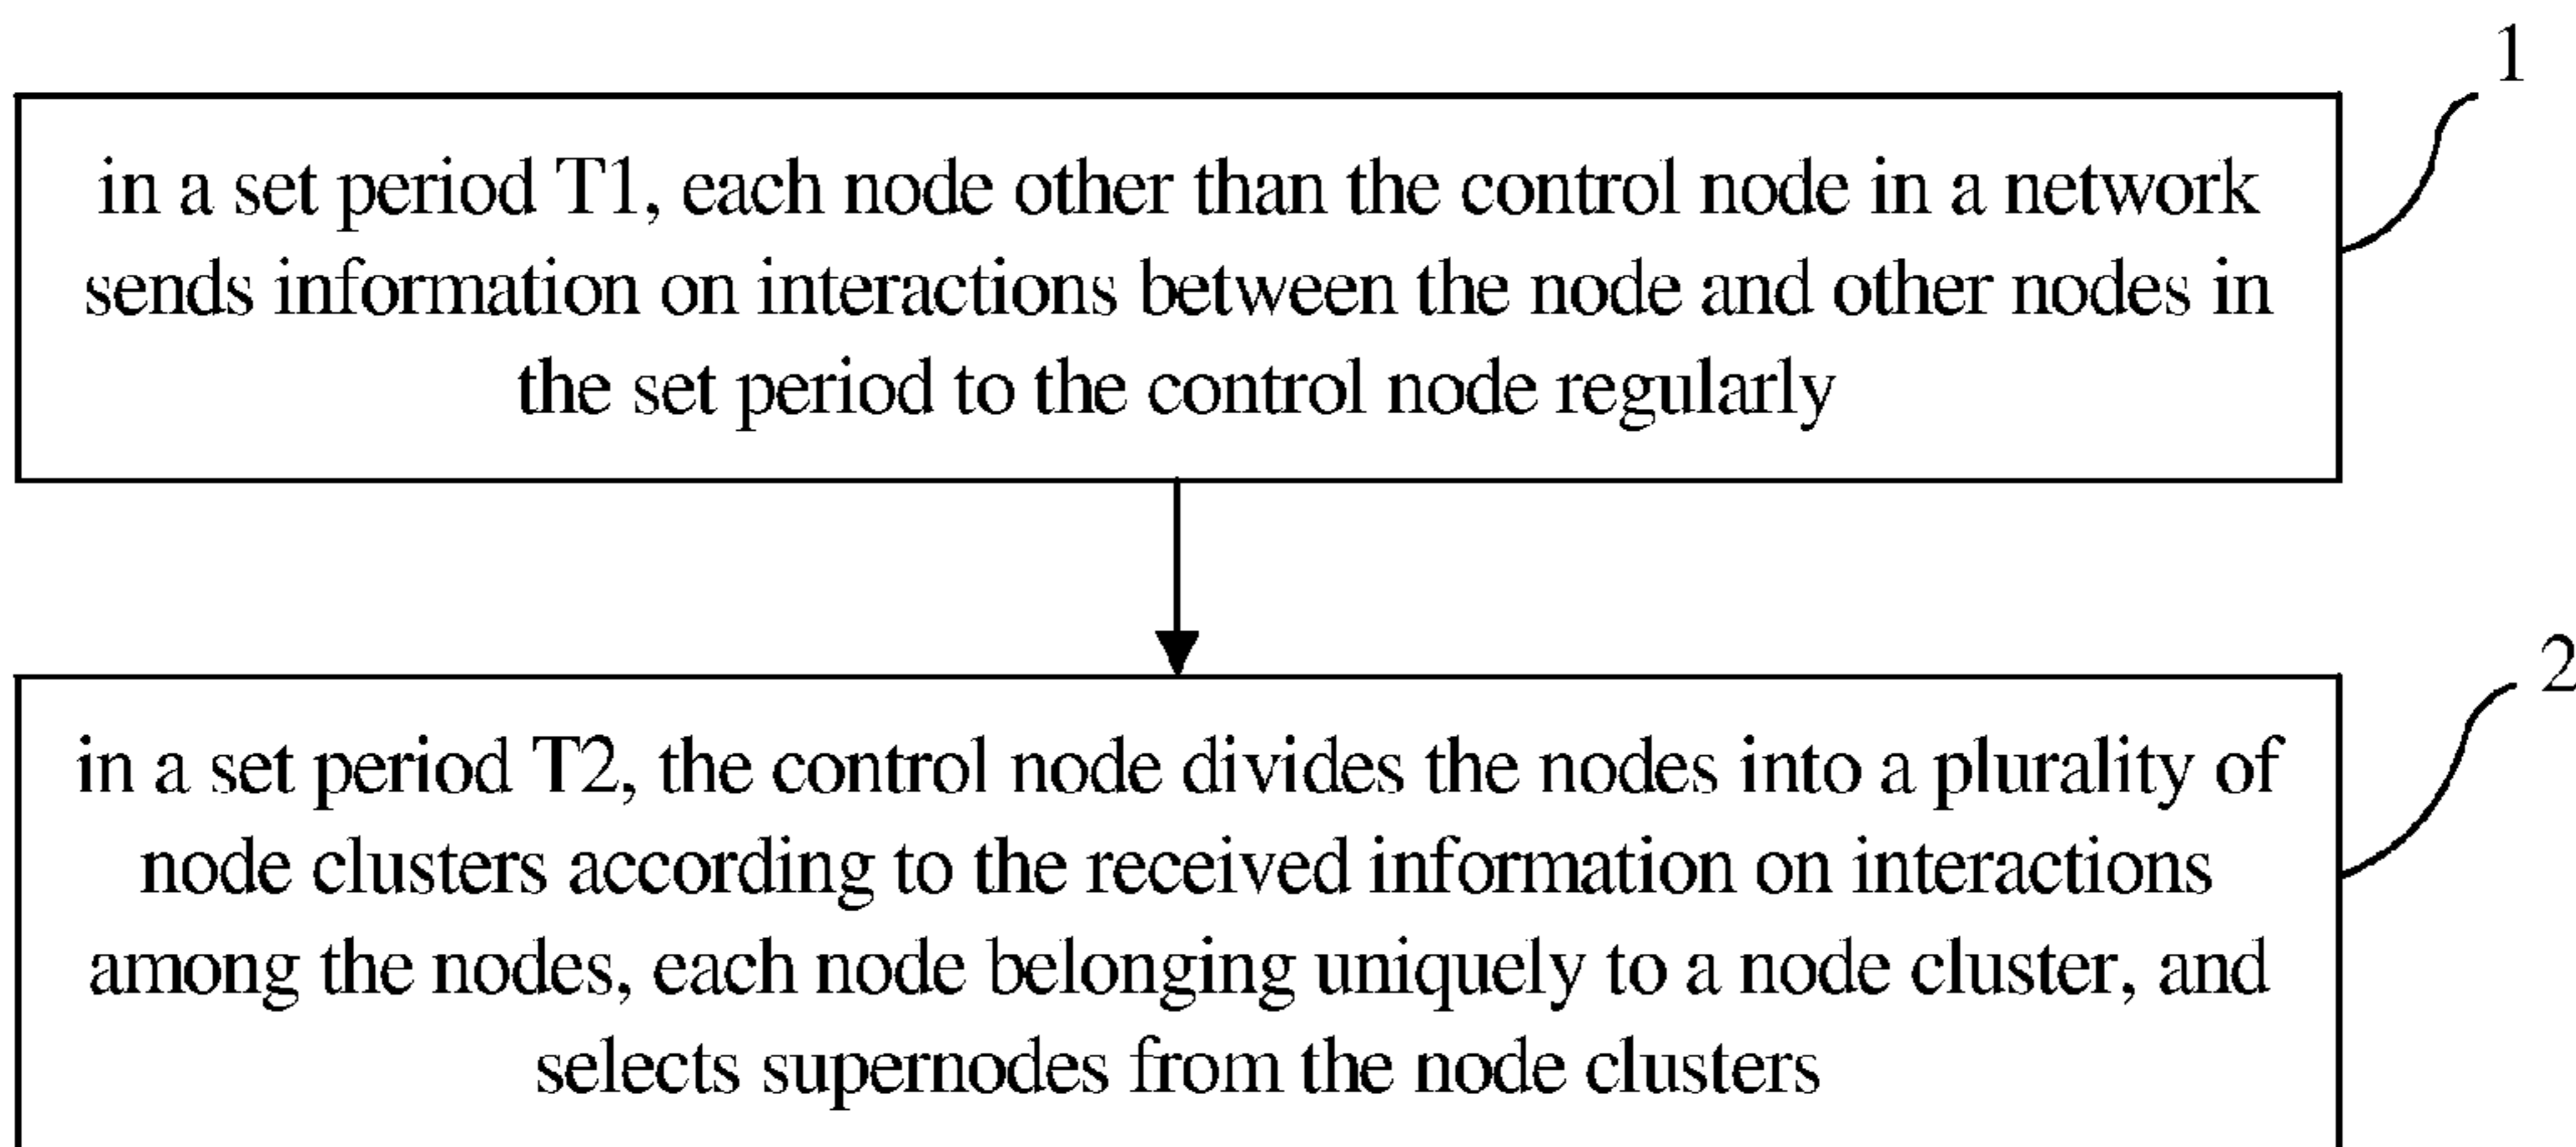 1
in a set period T1, each node other than the control node in a network
sends information on interactions between the node and other nodes in
the set period to the control node regularly
2
in a set period T2, the control node divides the nodes into a plurality of
node clusters according to the received information on interactions
among the nodes, each node belonging uniquely to a node cluster, and
selects supernodes from the node clusters